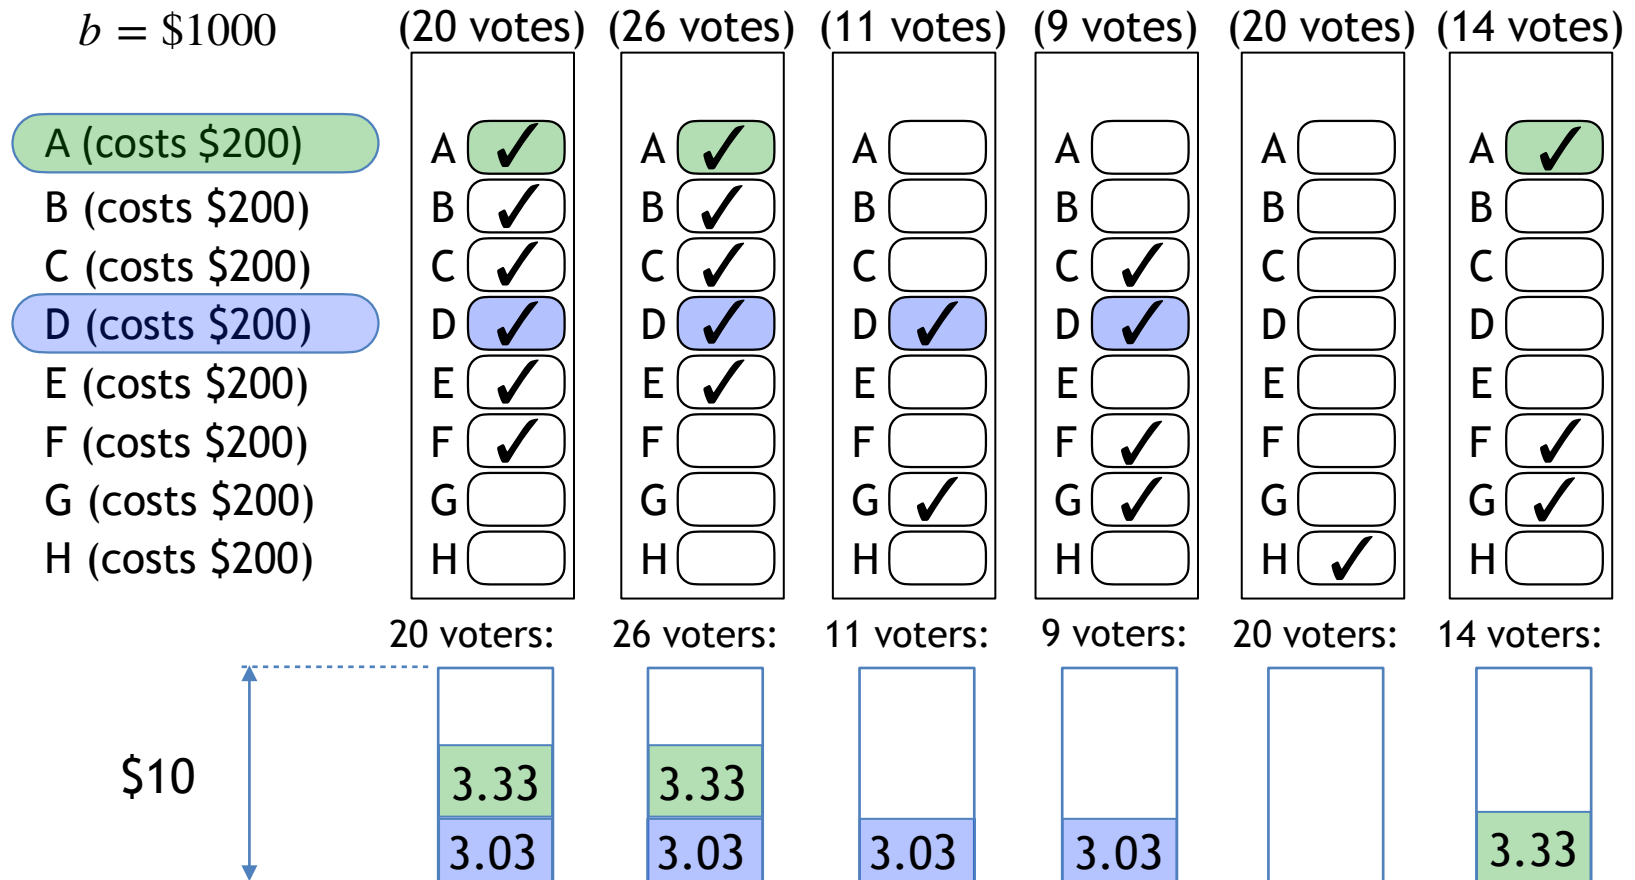 b = $1000 (20 votes) (26 votes) (11 votes) (9 votes) (20 votes) (14 votes)
A (costs $200) A ✓ A ✓ A A A A ✓
B (costs $200) B ✓ B ✓ B B B B
C (costs $200) C ✓ C ✓ C C ✓ C C
D (costs $200) D ✓ D ✓ D ✓ D ✓ D D
E (costs $200) E ✓ E ✓ E E E E
F (costs $200) F ✓ F F F ✓ F F ✓
G (costs $200) G G G ✓ G ✓ G G ✓
H (costs $200) H H H H H ✓ H
20 voters: 26 voters: 11 voters: 9 voters: 20 voters: 14 voters:
$10 3.33 3.33
3.03 3.03 3.03 3.03 3.33